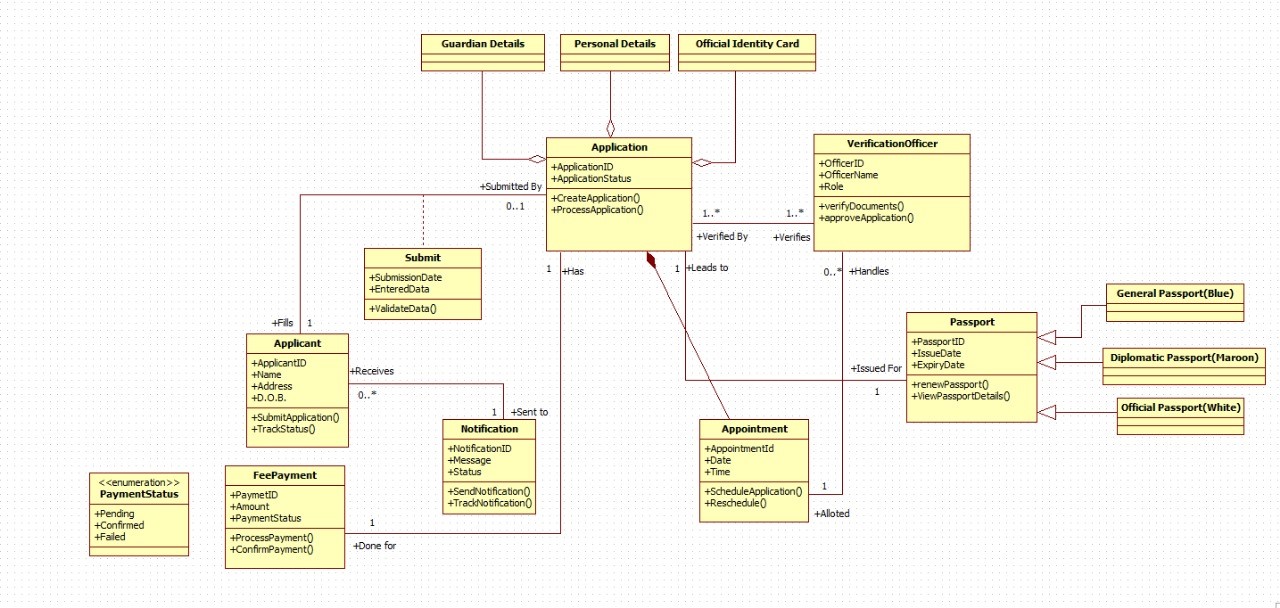 Guardian Details
Personal Details
Official Identity Card
Application
+ApplicationID
+ApplicationStatus
+CreateApplication()
+ProcessApplication()
VerificationOfficer
+OfficerID
+OfficerName
+Role
+verifyDocuments()
+approveApplication()
+Submitted By
0..1
1..*
1..*
+Verified By
+Verifies
Submit
+SubmissionDate
+EnteredData
+ValidateData()
1
+Has
1
+Leads to
0..*
+Handles
General Passport(Blue)
Passport
+PassportID
+IssueDate
+ExpiryDate
+renewPassport()
+ViewPassportDetails()
Diplomatic Passport(Maroon)
Official Passport(White)
+Issued For
1
+Fills
1
Applicant
+ApplicantID
+Name
+Address
+D.O.B.
+SubmitApplication()
+TrackStatus()
+Receives
0..*
1
+Sent to
Notification
+NotificationID
+Message
+Status
+SendNotification()
+TrackNotification()
Appointment
+AppointmentId
+Date
+Time
+ScheduleApplication()
+Reschedule()
1
+Alloted
<<enumeration>>
PaymentStatus
+Pending
+Confirmed
+Failed
FeePayment
+PaymetID
+Amount
+PaymentStatus
+ProcessPayment()
+ConfirmPayment()
1
+Done for